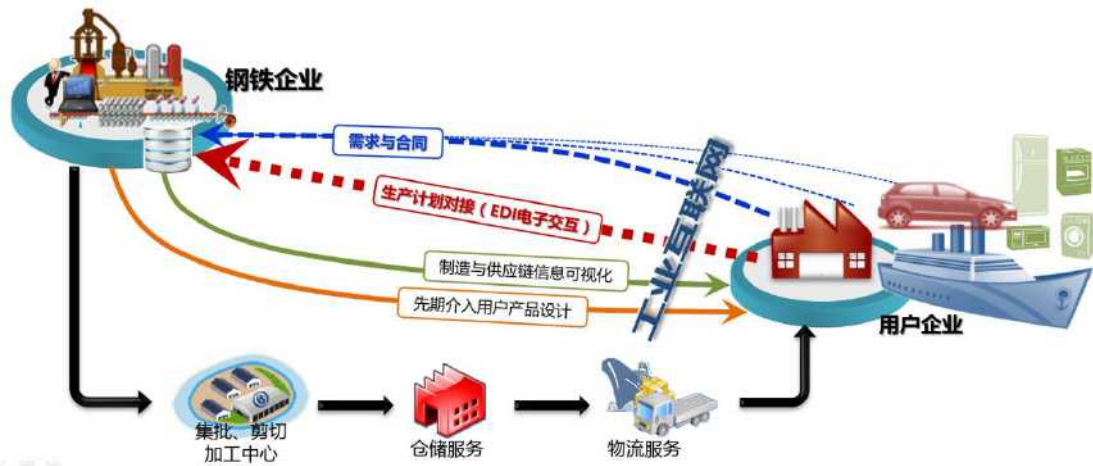 钢铁企业
需求与合同
工业互联网
生产计划对接（EDI电子交互）
制造与供应链信息可视化
先期介入用户产品设计
用户企业
集批、剪切
加工中心
仓储服务
物流服务